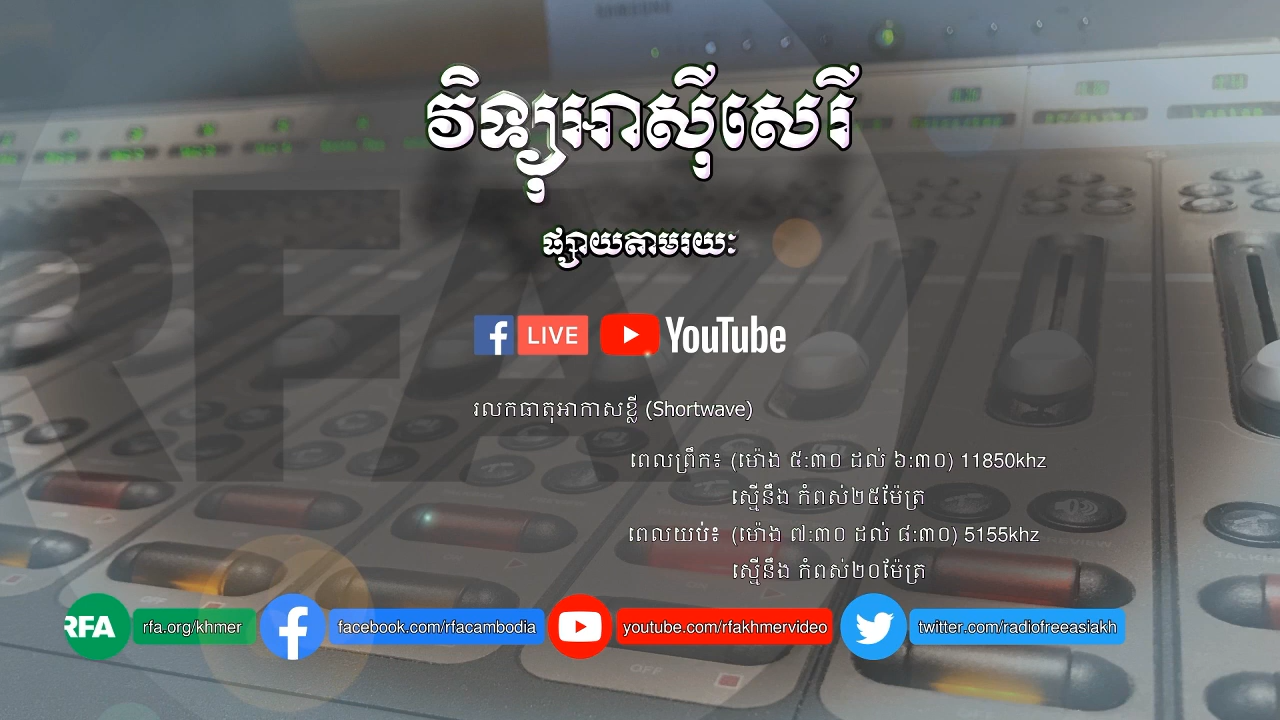 SAMSUNG
វិទ្យុអាស៊ីសេរី
ផ្សាយតាមរយៈ
f LIVE YouTube
រលកធាតុអាកាសខ្លី (Shortwave)
ពេលព្រឹក៖ (ម៉ោង ៥:៣០ ដល់ ៦:៣០) 11850khz
ស្មើនឹង កំពស់២៥ម៉ែត្រ
ពេលយប់៖ (ម៉ោង ៧:៣០ ដល់ ៨:៣០) 5155khz
ស្មើនឹង កំពស់២០ម៉ែត្រ
RFA rfa.org/khmer facebook.com/rfacambodia youtube.com/rfakhmervideo twitter.com/radiofreeasiakh
RFA
OFF